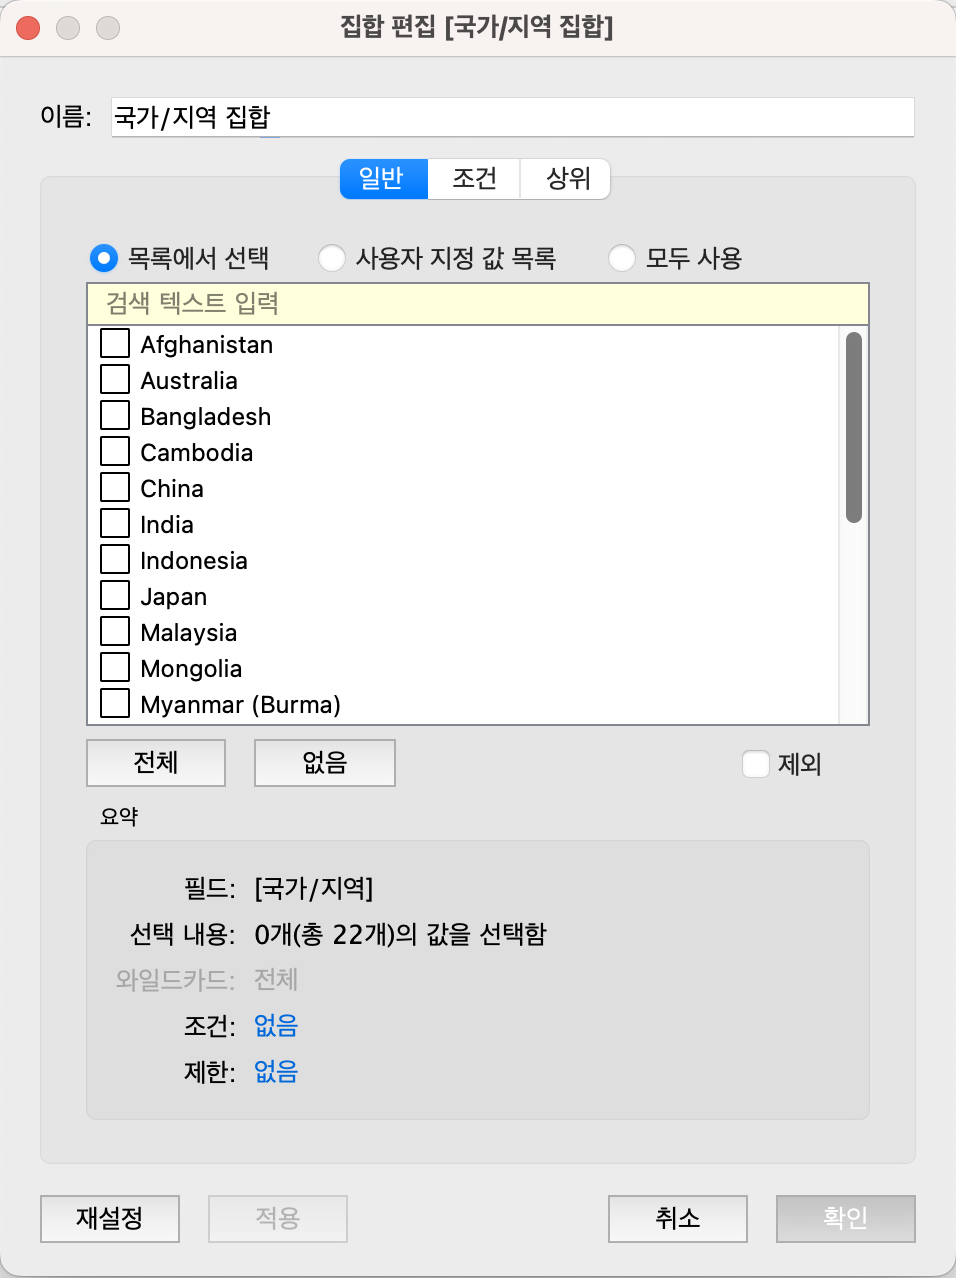 집합 편집 [국가/지역 집합]
이름: 국가/지역 집합
일반 조건 상위
목록에서 선택 사용자 지정 값 목록 모두 사용
검색 텍스트 입력
Afghanistan
Australia
Bangladesh
Cambodia
China
India
Indonesia
Japan
Malaysia
Mongolia
Myanmar (Burma)
전체 없음 제외
요약
필드: [국가/지역]
선택 내용: 0개(총 22개)의 값을 선택함
와일드카드: 전체
조건: 없음
제한: 없음
재설정 적용 취소 확인